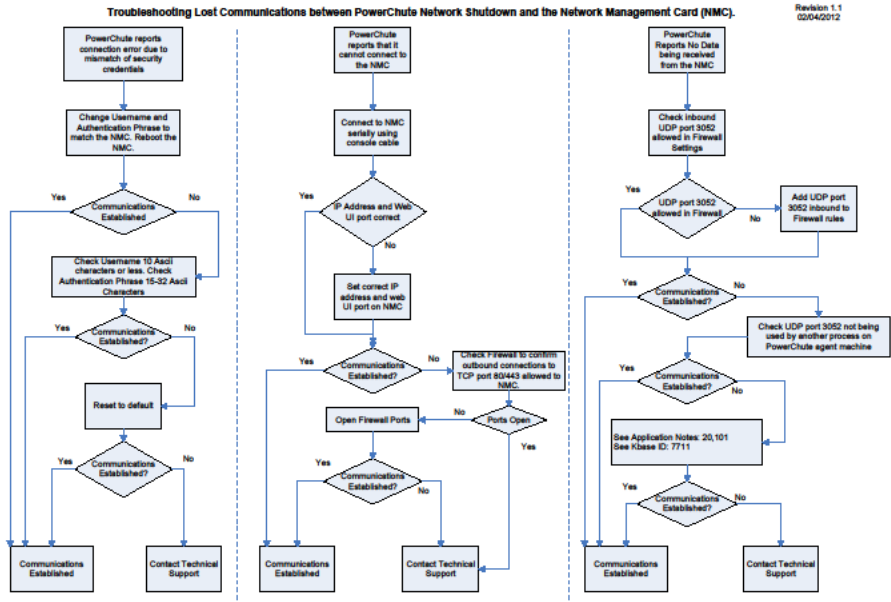 Troubleshooting Lost Communications between PowerChute Network Shutdown and the Network Management Card (NMC).
Revision 1.1
02/04/2012
PowerChute reports
connection error due to
mismatch of security
credentials
Change Username and
Authentication Phrase to
match the NMC. Reboot the
NMC.
Yes
No
Communications
Established
Check Username 10 Ascii
characters or less. Check
Authentication Phrase 15-32 Ascii
Characters
Yes
No
Communications
Established?
Reset to default
Yes
No
Communications
Established?
Communications
Established
Contact Technical
Support
PowerChute
reports that it
cannot connect to
the NMC
Connect to NMC
serially using
console cable
Yes
IP Address and Web
UI port correct
No
Set correct IP
address and web
UI port on NMC
Yes
No
Communications
Established?
Check Firewall to confirm
outbound connections to
TCP port 80/443 allowed to
NMC.
Open Firewall Ports
No
Ports Open
Yes
Yes
Communications
Established?
No
Communications
Established
Contact Technical
Support
PowerChute
Reports No Data
being received
from the NMC
Check inbound
UDP port 3052
allowed in Firewall
Settings
Yes
UDP port 3052
allowed in Firewall
No
Add UDP port
3052 inbound to
Firewall rules
Yes
No
Communications
Established?
Check UDP port 3052 not being
used by another process on
PowerChute agent machine
Yes
Communications
Established?
No
See Application Notes: 20,101
See Kbase ID: 7711
Yes
No
Communications
Established?
Communications
Established
Contact Technical
Support